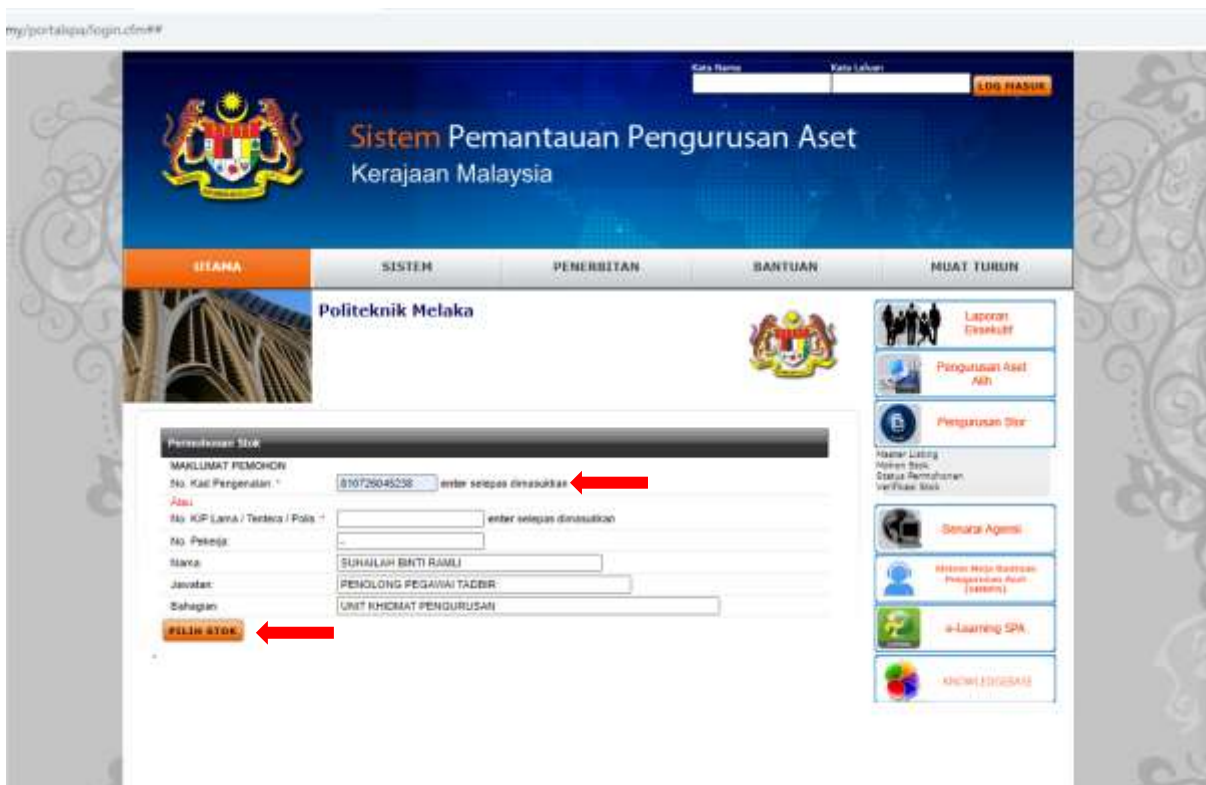 my/portalspa/login.cfm##
Kata Nama
Kata Laluan
LOG MASUK
Sistem Pemantauan Pengurusan Aset
Kerajaan Malaysia
UTAMA
SISTEM
PENERBITAN
BANTUAN
MUAT TURUN
Politeknik Melaka
Laporan
Eksekutif
Pengurusan Aset
Alih
Pengurusan Stor
Master Listing
Mohon Stok
Status Permohonan
Verifikasi Stok
Senarai Agensi
Sistem Meja Bantuan
Pengurusan Aset
e-Learning SPA
KNOWLEDGEBASE
Permohonan Stok
MAKLUMAT PEMOHON
No. Kad Pengenalan: * 810726045238 enter selepas dimasukkan
Atau
No. K/P Lama / Tentera / Polis: * enter selepas dimasukkan
No. Pekerja: -
Nama: SUHAILAH BINTI RAMLI
Jawatan: PENOLONG PEGAWAI TADBIR
Bahagian: UNIT KHIDMAT PENGURUSAN
PILIH STOK